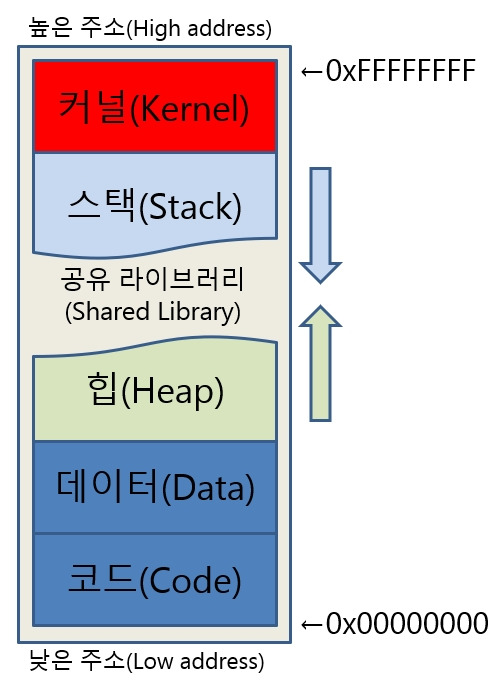 높은 주소(High address)
←0xFFFFFFFF
커널(Kernel)
스택(Stack)
공유 라이브러리
(Shared Library)
힙(Heap)
데이터(Data)
코드(Code)
←0x00000000
낮은 주소(Low address)